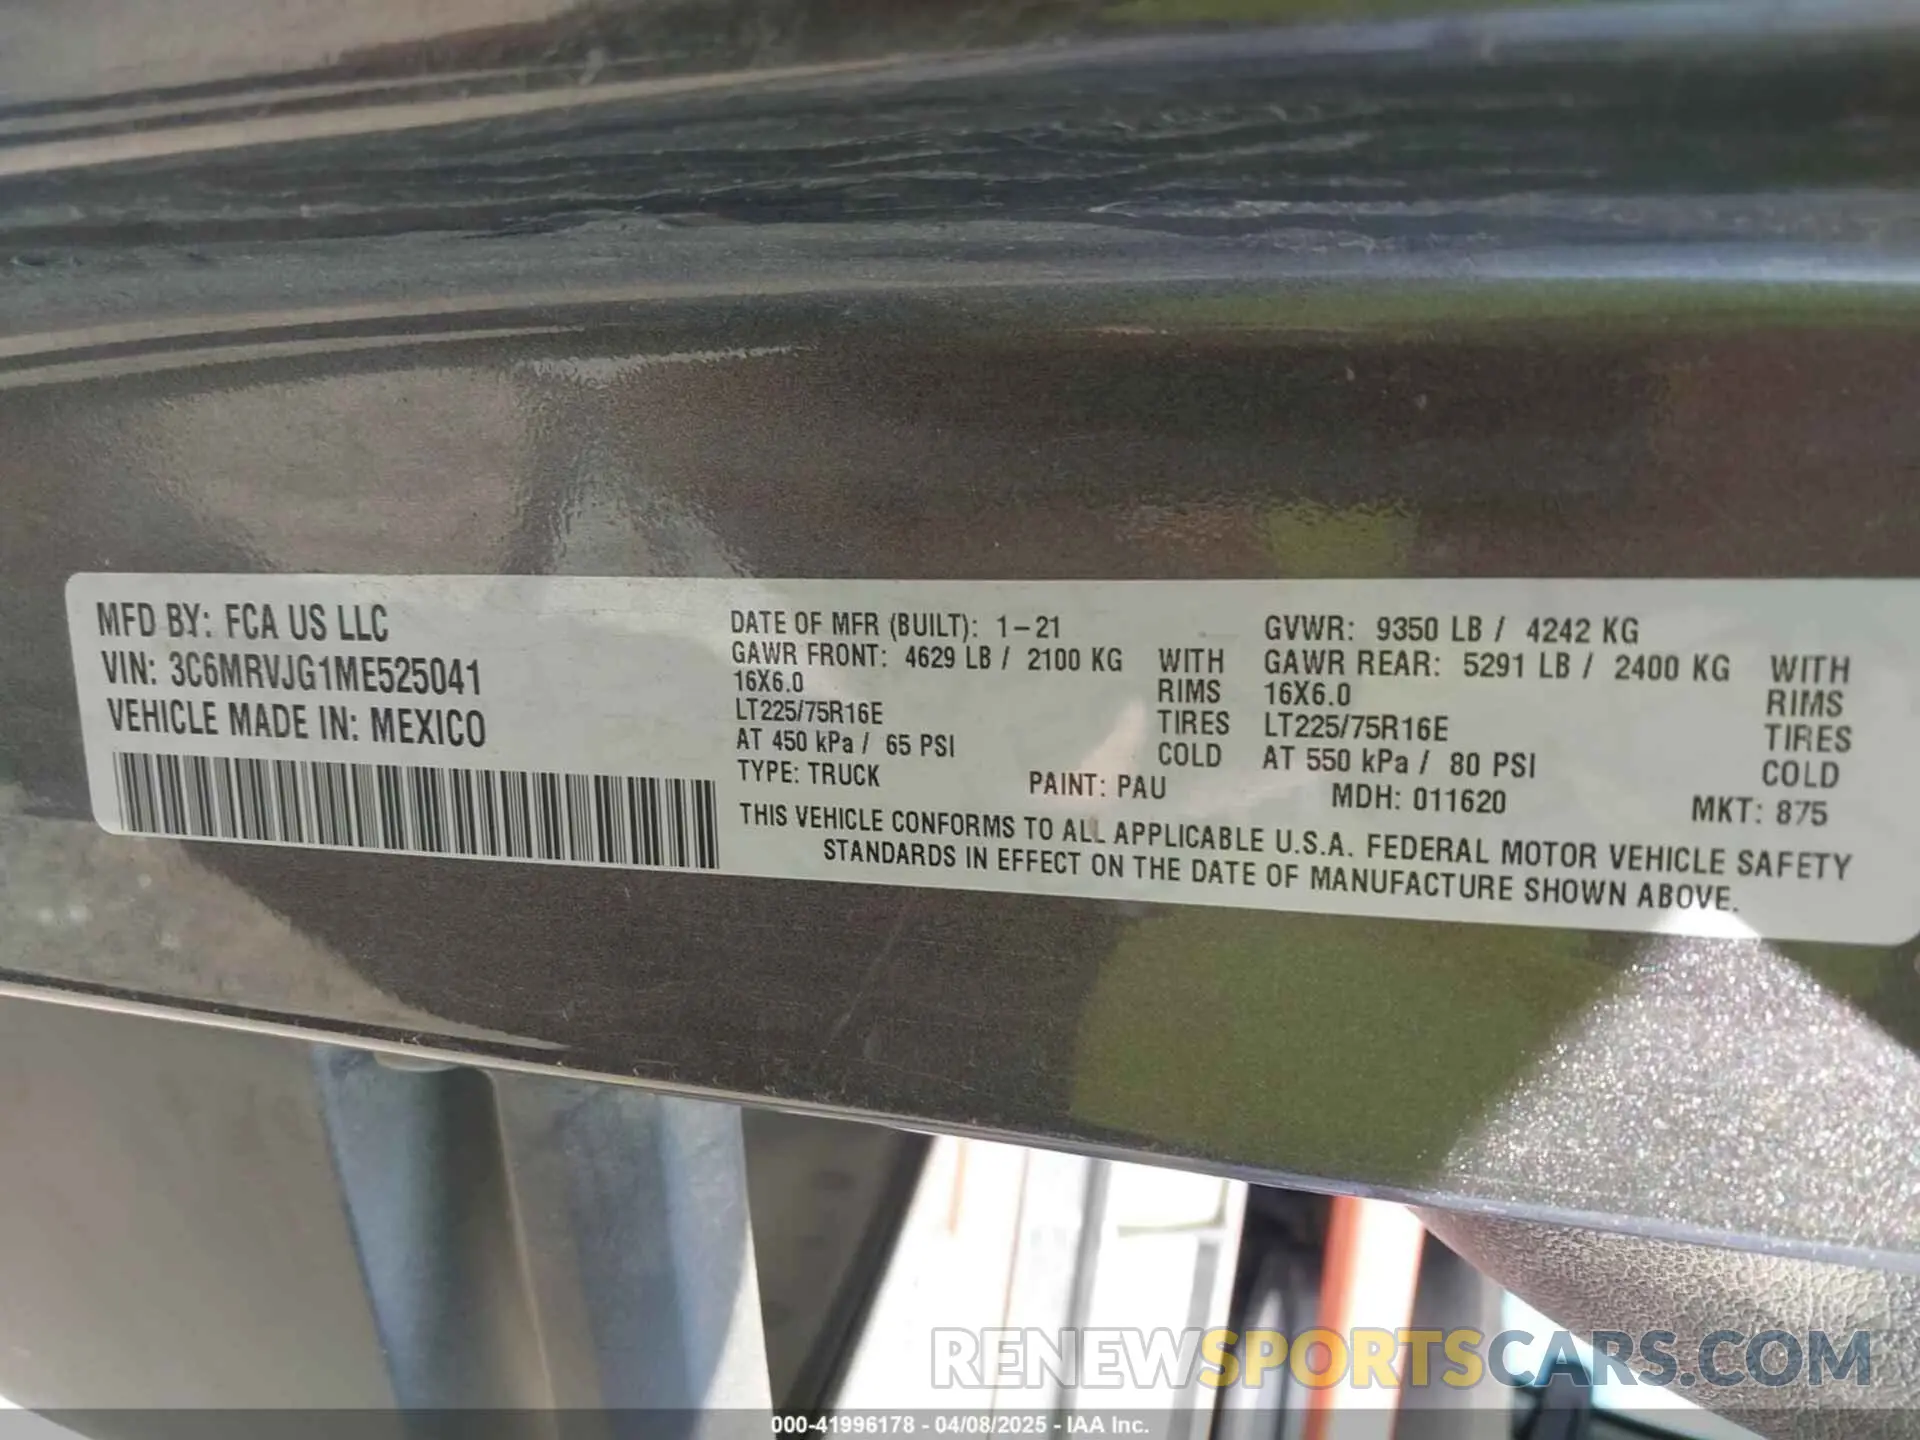 MFD BY: FCA US LLC
VIN: 3C6MRVJG1ME525041
VEHICLE MADE IN: MEXICO
DATE OF MFR (BUILT): 1-21 GVWR: 9350 LB / 4242 KG
GAWR FRONT: 4629 LB / 2100 KG WITH GAWR REAR: 5291 LB / 2400 KG WITH
16X6.0 RIMS 16X6.0 RIMS
LT225/75R16E TIRES LT225/75R16E TIRES
AT 450 kPa / 65 PSI COLD AT 550 kPa / 80 PSI COLD
TYPE: TRUCK PAINT: PAU MDH: 011620 MKT: 875
THIS VEHICLE CONFORMS TO ALL APPLICABLE U.S.A. FEDERAL MOTOR VEHICLE SAFETY
STANDARDS IN EFFECT ON THE DATE OF MANUFACTURE SHOWN ABOVE.
RENEWSPORTSCARS.COM
000-41996178 - 04/08/2025 - IAA Inc.